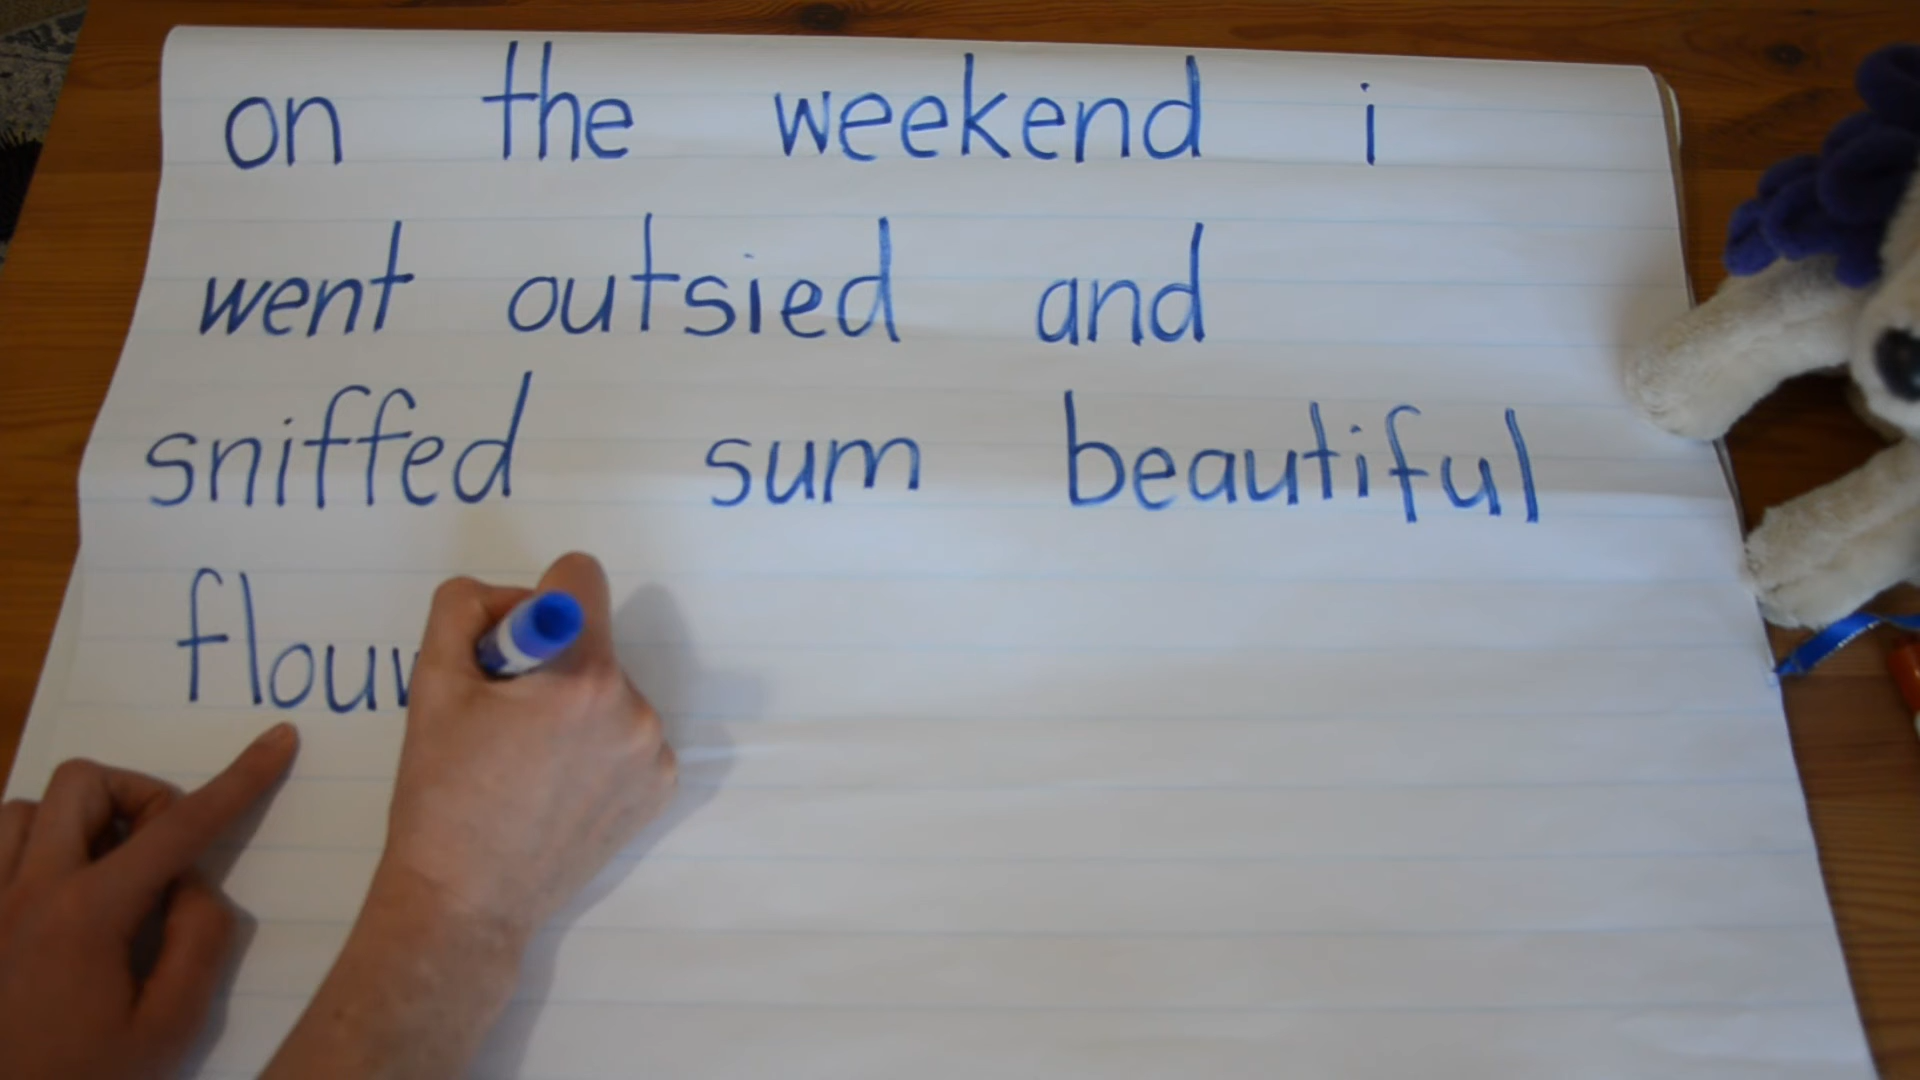 on the weekend i
went outsied and
sniffed sum beautiful